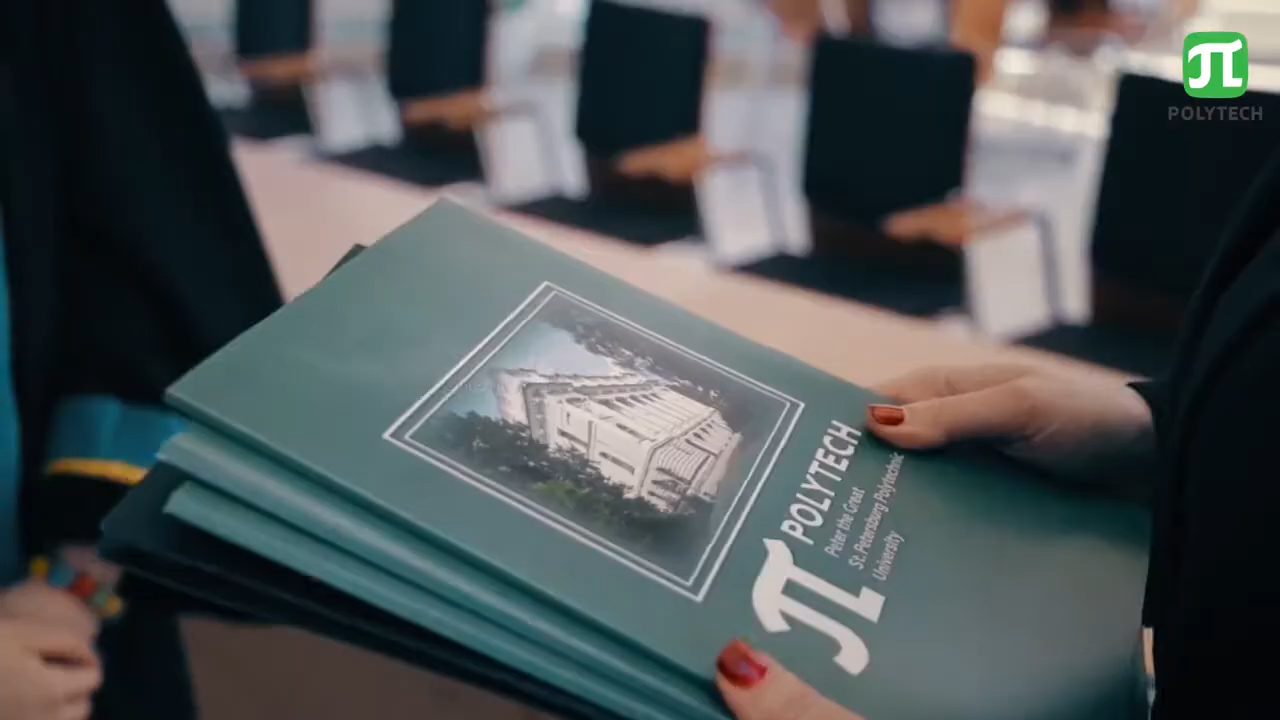 POLYTECH
POLYTECH
Peter the Great
St. Petersburg Polytechnic
University